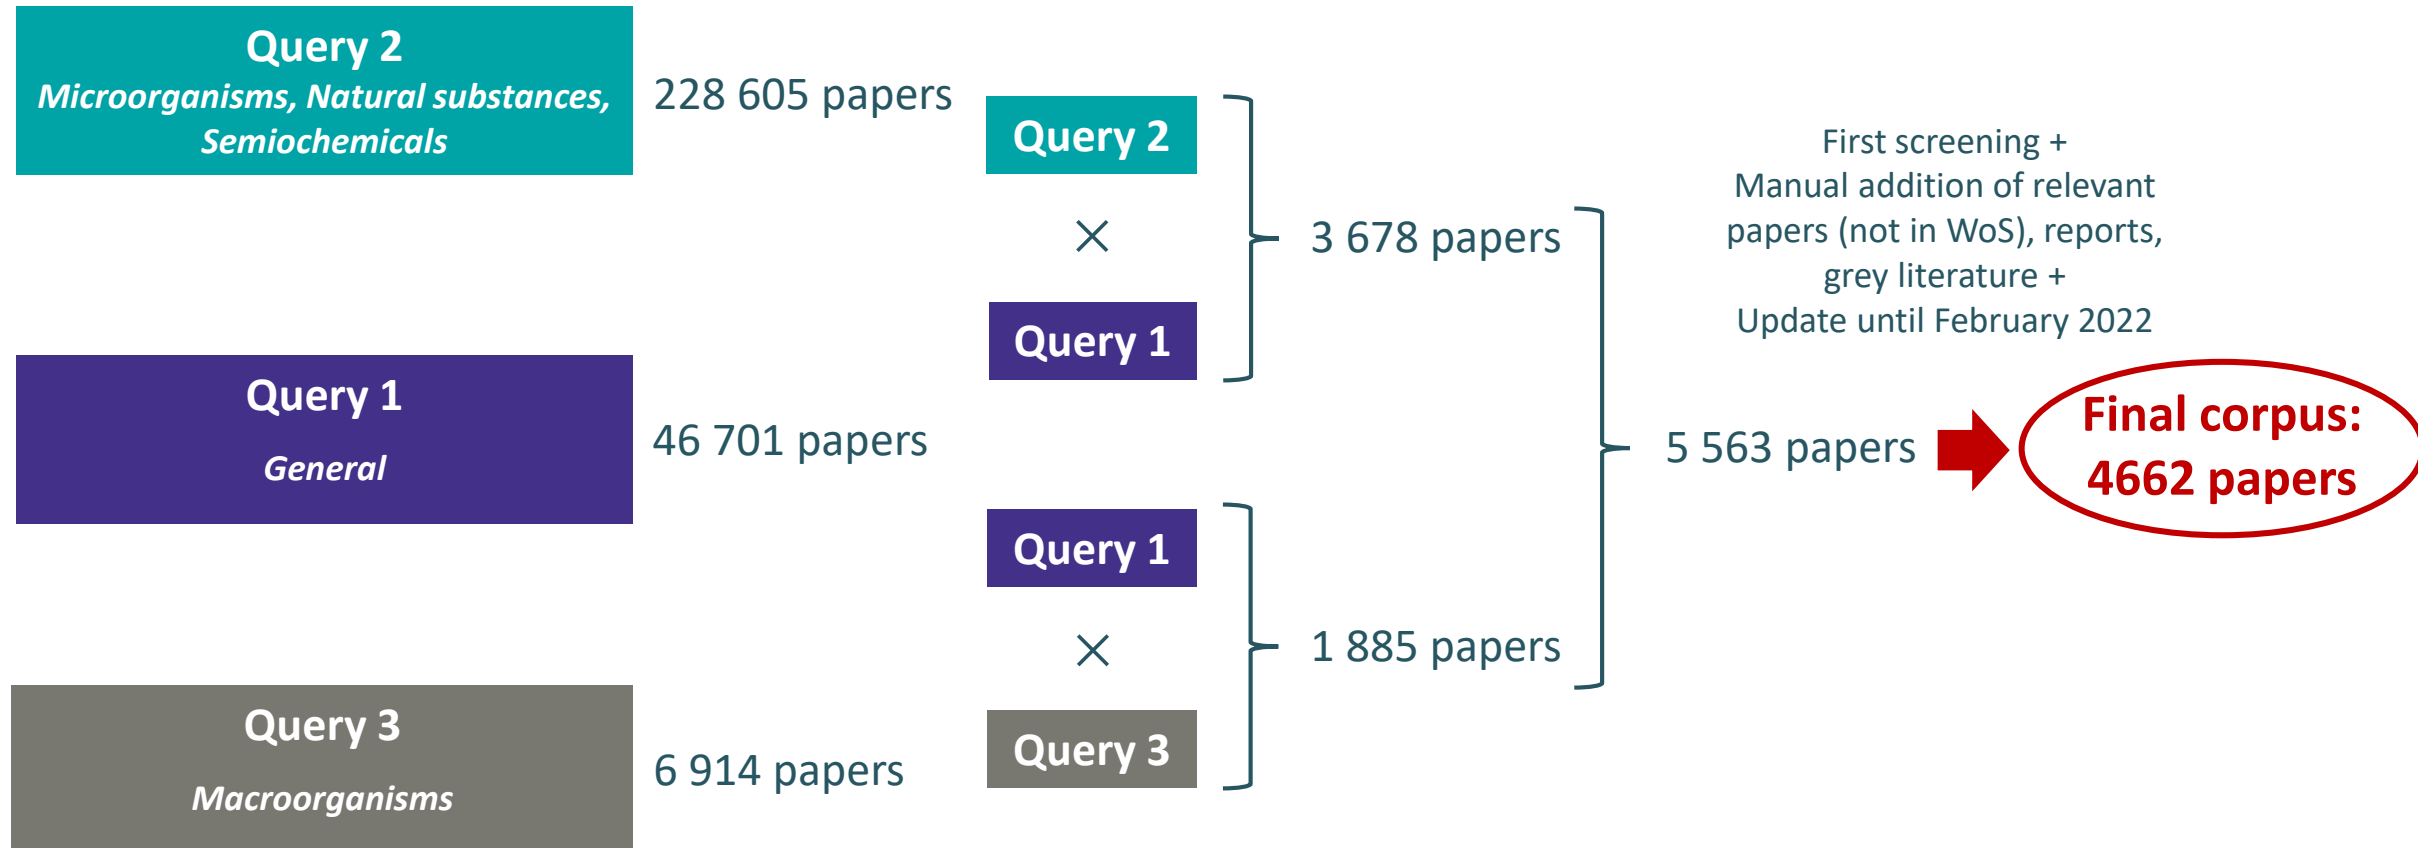 Query 2
Microorganisms, Natural substances,
Semiochemicals
228 605 papers
Query 1
General
46 701 papers
Query 3
Macroorganisms
6 914 papers
Query 2
×
Query 1
3 678 papers
Query 1
×
Query 3
1 885 papers
5 563 papers
First screening +
Manual addition of relevant
papers (not in WoS), reports,
grey literature +
Update until February 2022
Final corpus:
4662 papers